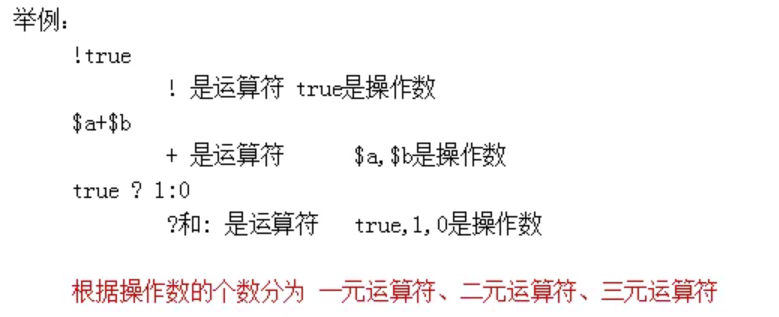 举例：
!true
! 是运算符 true是操作数
$a+$b
+ 是运算符 $a,$b是操作数
true ? 1:0
?和: 是运算符 true,1,0是操作数
根据操作数的个数分为 一元运算符、二元运算符、三元运算符